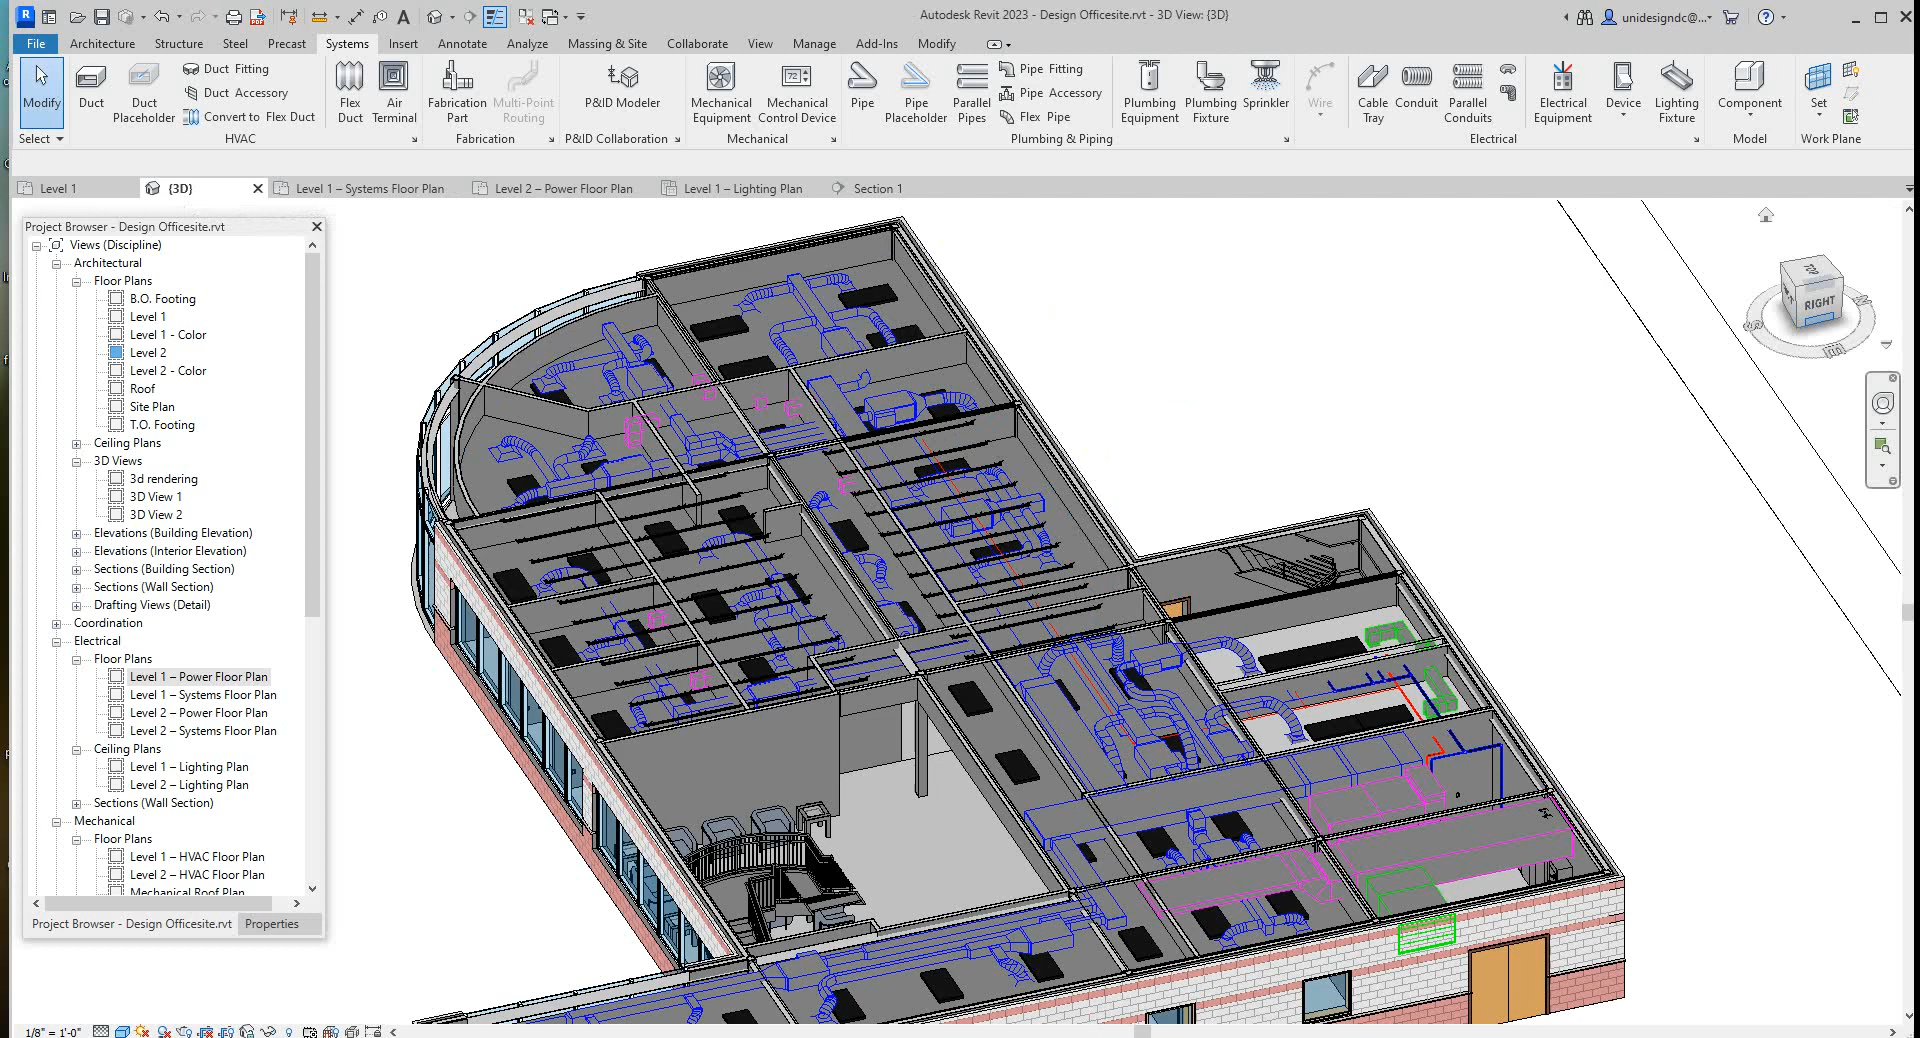 Autodesk Revit 2023 - Design Officesite.rvt - 3D View: {3D}
unidesigndc@...
File Architecture Structure Steel Precast Systems Insert Annotate Analyze Massing & Site Collaborate View Manage Add-Ins Modify
Modify
Duct
Duct Placeholder
Duct Fitting
Duct Accessory
Convert to Flex Duct
Flex Duct
Air Terminal
Fabrication Part
Multi-Point Routing
P&ID Modeler
Mechanical Equipment
Mechanical Control Device
Pipe
Pipe Placeholder
Parallel Pipes
Pipe Fitting
Pipe Accessory
Flex Pipe
Plumbing Equipment
Plumbing Fixture
Sprinkler
Wire
Cable Tray
Conduit
Parallel Conduits
Electrical Equipment
Device
Lighting Fixture
Component
Set
Select HVAC Fabrication P&ID Collaboration Mechanical Plumbing & Piping Electrical Model Work Plane
Level 1 {3D} Level 1 – Systems Floor Plan Level 2 – Power Floor Plan Level 1 – Lighting Plan Section 1
Project Browser - Design Officesite.rvt
Views (Discipline)
Architectural
Floor Plans
B.O. Footing
Level 1
Level 1 - Color
Level 2
Level 2 - Color
Roof
Site Plan
T.O. Footing
Ceiling Plans
3D Views
3d rendering
3D View 1
3D View 2
Elevations (Building Elevation)
Elevations (Interior Elevation)
Sections (Building Section)
Sections (Wall Section)
Drafting Views (Detail)
Coordination
Electrical
Floor Plans
Level 1 – Power Floor Plan
Level 1 – Systems Floor Plan
Level 2 – Power Floor Plan
Level 2 – Systems Floor Plan
Ceiling Plans
Level 1 – Lighting Plan
Level 2 – Lighting Plan
Sections (Wall Section)
Mechanical
Floor Plans
Level 1 – HVAC Floor Plan
Level 2 – HVAC Floor Plan
Mechanical Roof Plan
Project Browser - Design Officesite.rvt Properties
TOP
RIGHT
S
E
N
1/8" = 1'-0"